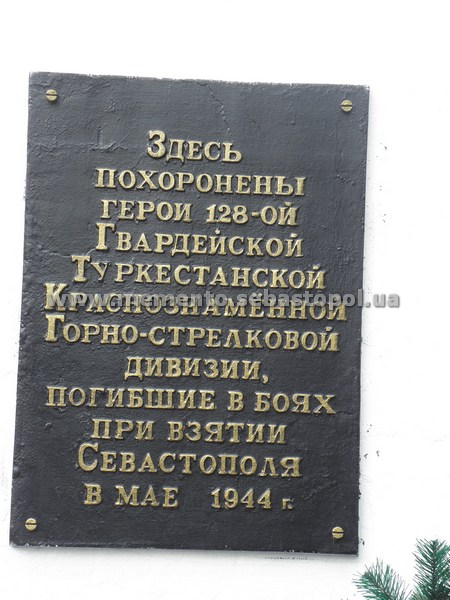 Здесь
похоронены
герои 128-ой
Гвардейской
Туркестанской
Краснознаменной
www.memento.sebastopol.ua
Горно-стрелковой
дивизии,
погибшие в боях
при взятии
Севастополя
в мае 1944 г.